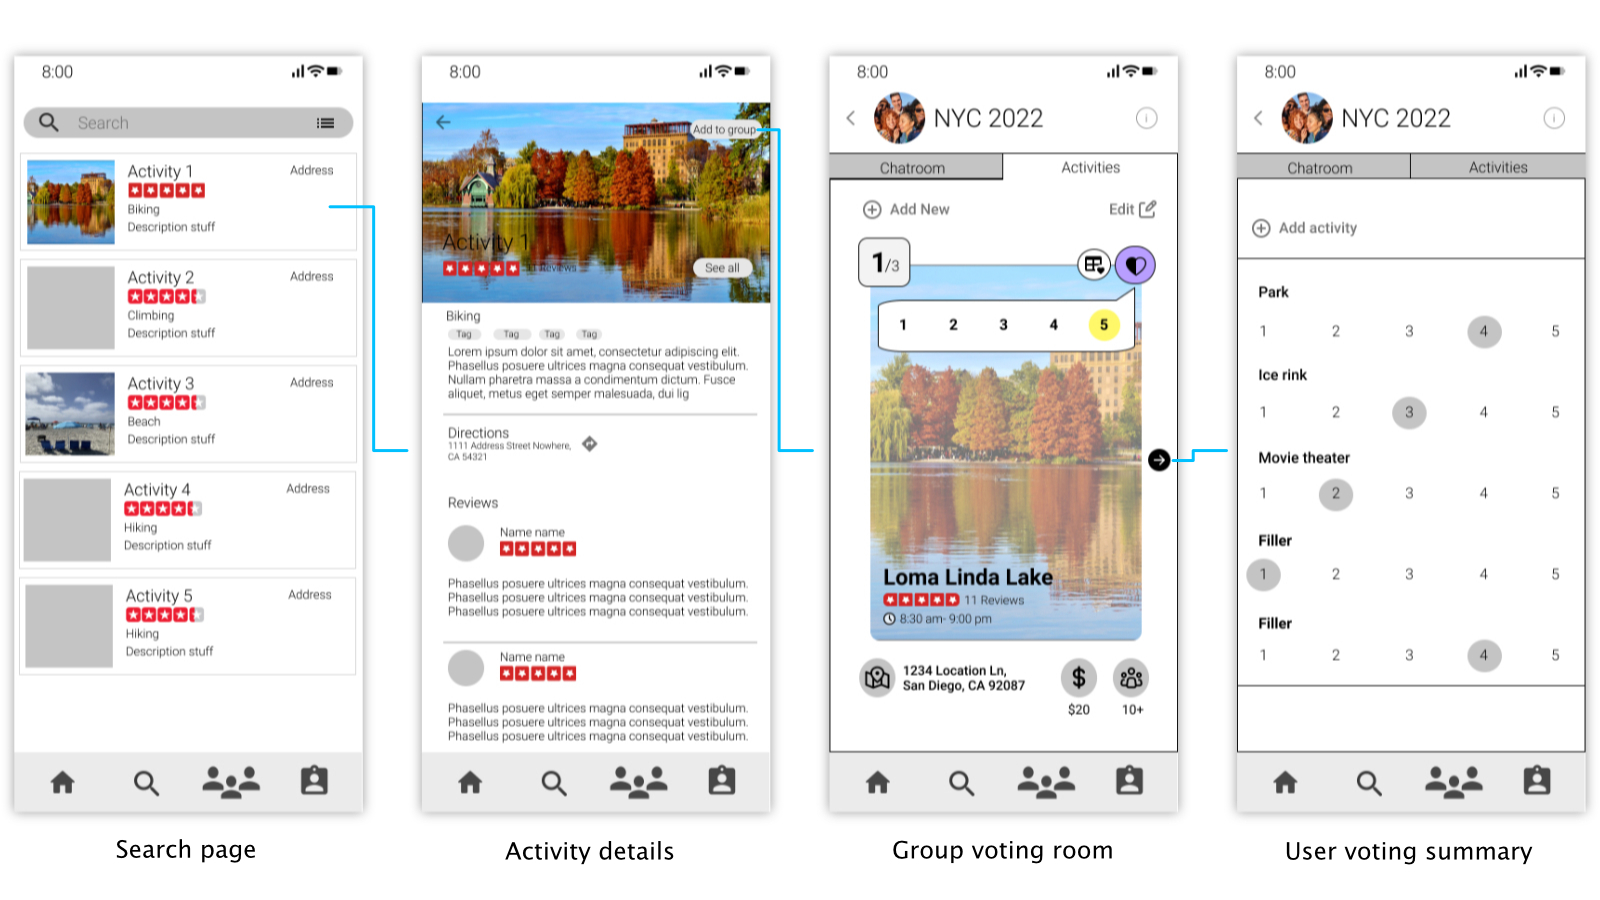 8:00
Search
Activity 1
Address
Biking
Description stuff
Activity 2
Address
Climbing
Description stuff
Activity 3
Address
Beach
Description stuff
Activity 4
Address
Hiking
Description stuff
Activity 5
Address
Hiking
Description stuff
Search page
8:00
Add to group
Activity 1
11 Reviews
See all
Biking
Tag Tag Tag Tag
Lorem ipsum dolor sit amet, consectetur adipiscing elit.
Phasellus posuere ultrices magna consequat vestibulum.
Nullam pharetra massa a condimentum dictum. Fusce
aliquet, metus eget semper malesuada, dui lig
Directions
1111 Address Street Nowhere,
CA 54321
Reviews
Name name
Phasellus posuere ultrices magna consequat vestibulum.
Phasellus posuere ultrices magna consequat vestibulum.
Phasellus posuere ultrices magna consequat vestibulum.
Name name
Phasellus posuere ultrices magna consequat vestibulum.
Phasellus posuere ultrices magna consequat vestibulum.
Phasellus posuere ultrices magna consequat vestibulum.
Activity details
8:00
NYC 2022
Chatroom Activities
Add New Edit
1/3
1 2 3 4 5
Loma Linda Lake
11 Reviews
8:30 am- 9:00 pm
1234 Location Ln,
San Diego, CA 92087
$20 10+
Group voting room
8:00
NYC 2022
Chatroom Activities
Add activity
Park
1 2 3 4 5
Ice rink
1 2 3 4 5
Movie theater
1 2 3 4 5
Filler
1 2 3 4 5
Filler
1 2 3 4 5
User voting summary